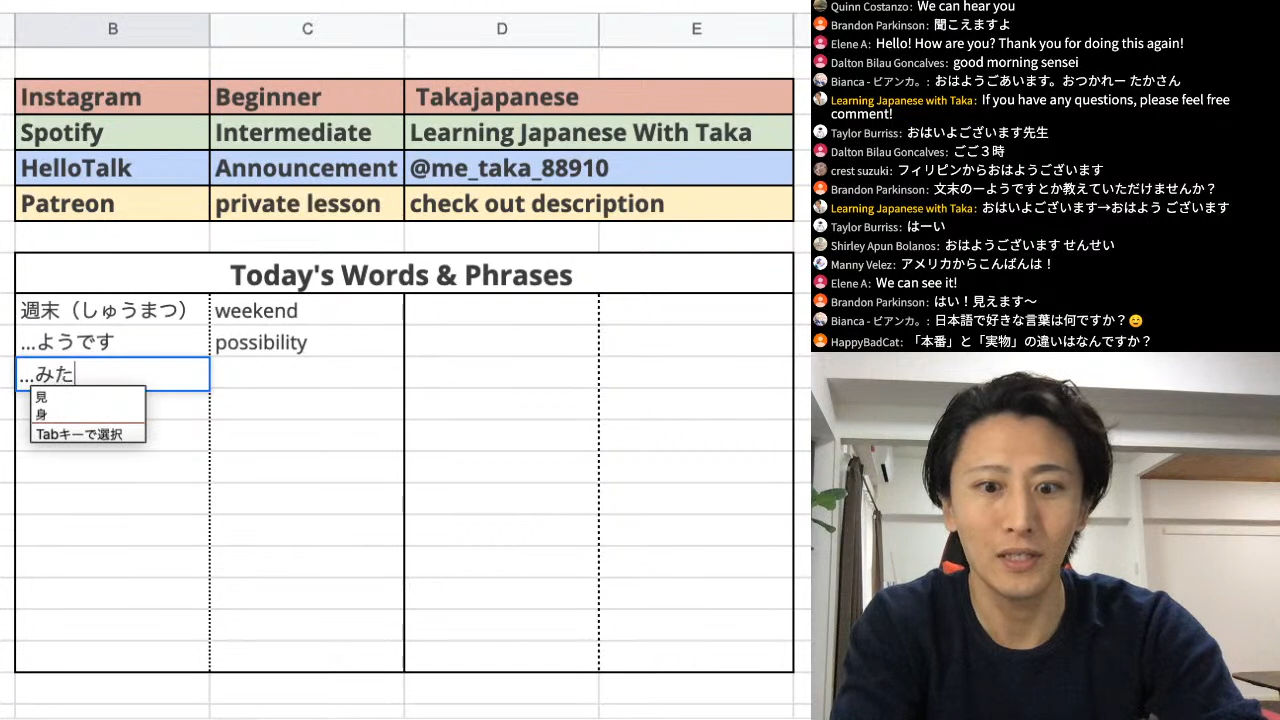 B C D E
Instagram Beginner Takajapanese
Spotify Intermediate Learning Japanese With Taka
HelloTalk Announcement @me_taka_88910
Patreon private lesson check out description
Today's Words & Phrases
週末（しゅうまつ） weekend
...ようです possibility
...みた
見
身
Tabキーで選択
Quinn Costanzo: We can hear you
Brandon Parkinson: 聞こえますよ
Elene A: Hello! How are you? Thank you for doing this again!
Dalton Bilau Goncalves: good morning sensei
Bianca - ビアンカ。: おはようごあいます。おつかれー たかさん
Learning Japanese with Taka: If you have any questions, please feel free
comment!
Taylor Burriss: おはいよございます先生
Dalton Bilau Goncalves: ごご３時
crest suzuki: フィリピンからおはようございます
Brandon Parkinson: 文末のーようですとか教えていただけませんか？
Learning Japanese with Taka: おはいよございます→おはよう ございます
Taylor Burriss: はーい
Shirley Apun Bolanos: おはようございます せんせい
Manny Velez: アメリカからこんばんは！
Elene A: We can see it!
Brandon Parkinson: はい！見えます～
Bianca - ビアンカ。: 日本語で好きな言葉は何ですか？😊
HappyBadCat: 「本番」と「実物」の違いはなんですか？